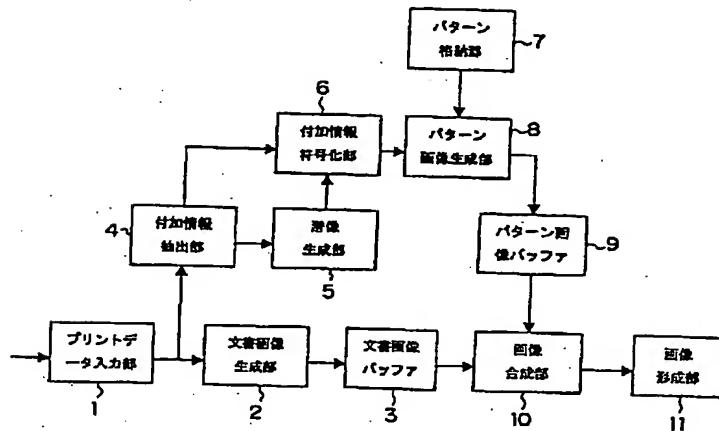 パターン
格納部
7
6
付加情報
符号化部
パターン
画像生成部
8
4
付加情報
抽出部
潜像
生成部
5
パターン画
像バッファ
9
プリントデ
ータ入力部
1
文書画像
生成部
2
文書画像
バッファ
3
画像
合成部
10
画像
形成部
11